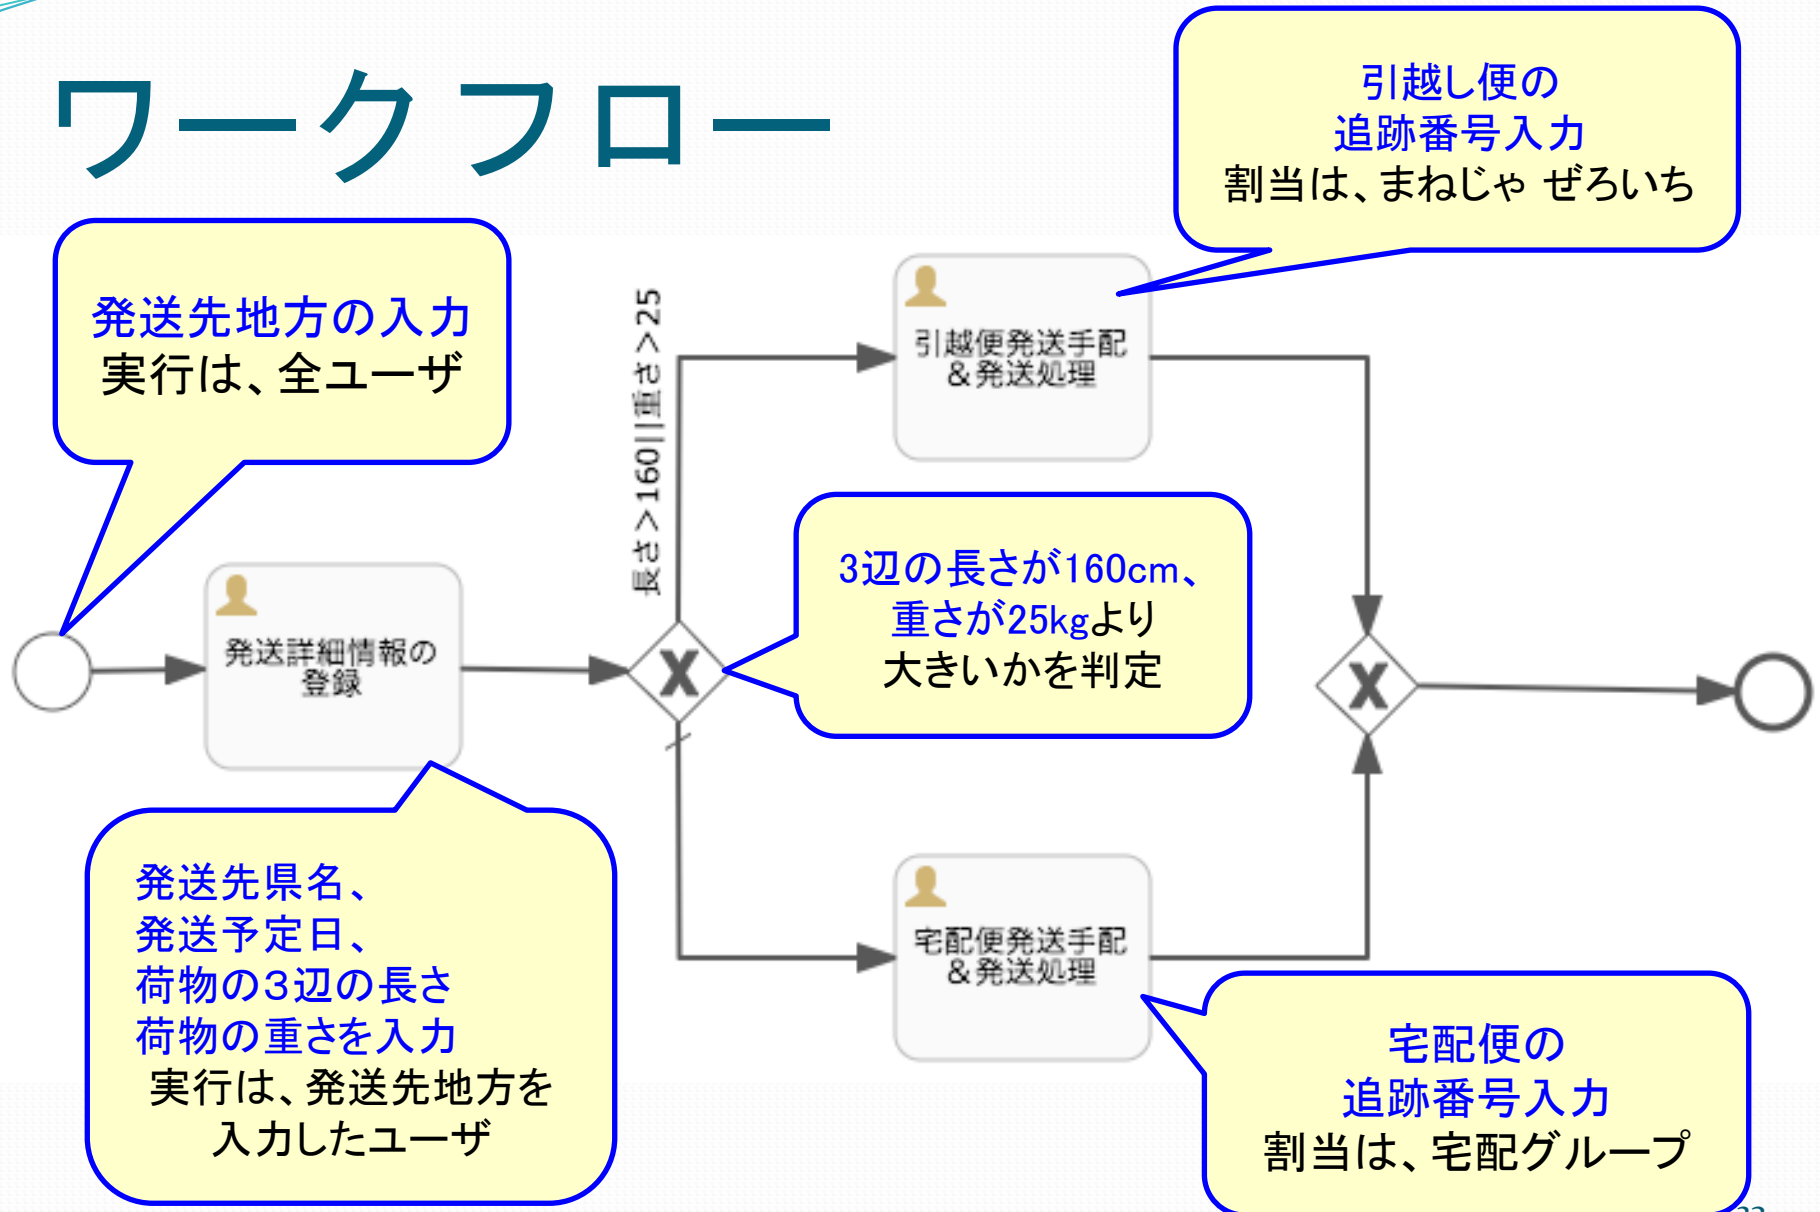 ワークフロー
引越し便の
追跡番号入力
割当は、まねじゃ ぜろいち
発送先地方の入力
実行は、全ユーザ
長さ>160||重さ>25
引越便発送手配
&発送処理
3辺の長さが160cm、
重さが25kgより
大きいかを判定
発送詳細情報の
登録
発送先県名、
発送予定日、
荷物の3辺の長さ
荷物の重さを入力
実行は、発送先地方を
入力したユーザ
宅配便発送手配
&発送処理
宅配便の
追跡番号入力
割当は、宅配グループ